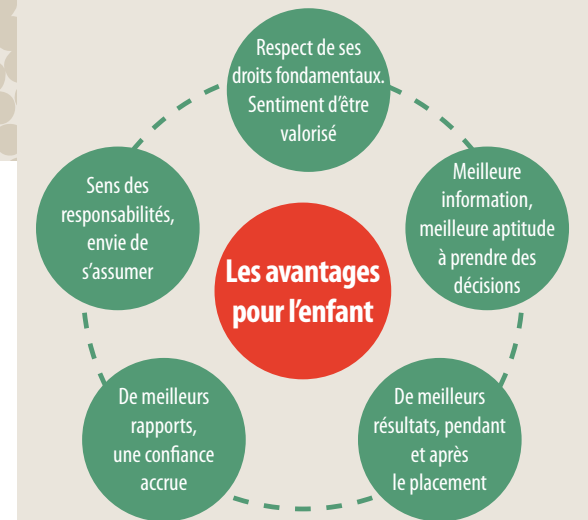 Respect de ses
droits fondamentaux.
Sentiment d'être
valorisé
Meilleure
information,
meilleure aptitude
à prendre des
décisions
De meilleurs
résultats, pendant
et après
le placement
De meilleurs
rapports,
une confiance
accrue
Sens des
responsabilités,
envie de
s'assumer
Les avantages
pour l'enfant